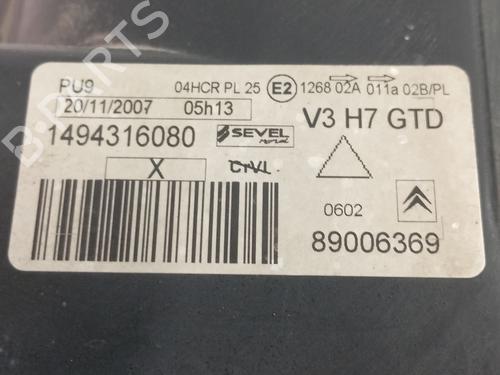 PU9 04HCR PL 25 E2 1268 02A 011a 02B/PL
20/11/2007 05h13
1494316080 SEVEL V3 H7 GTD
X
0602
89006369
B-PARTS